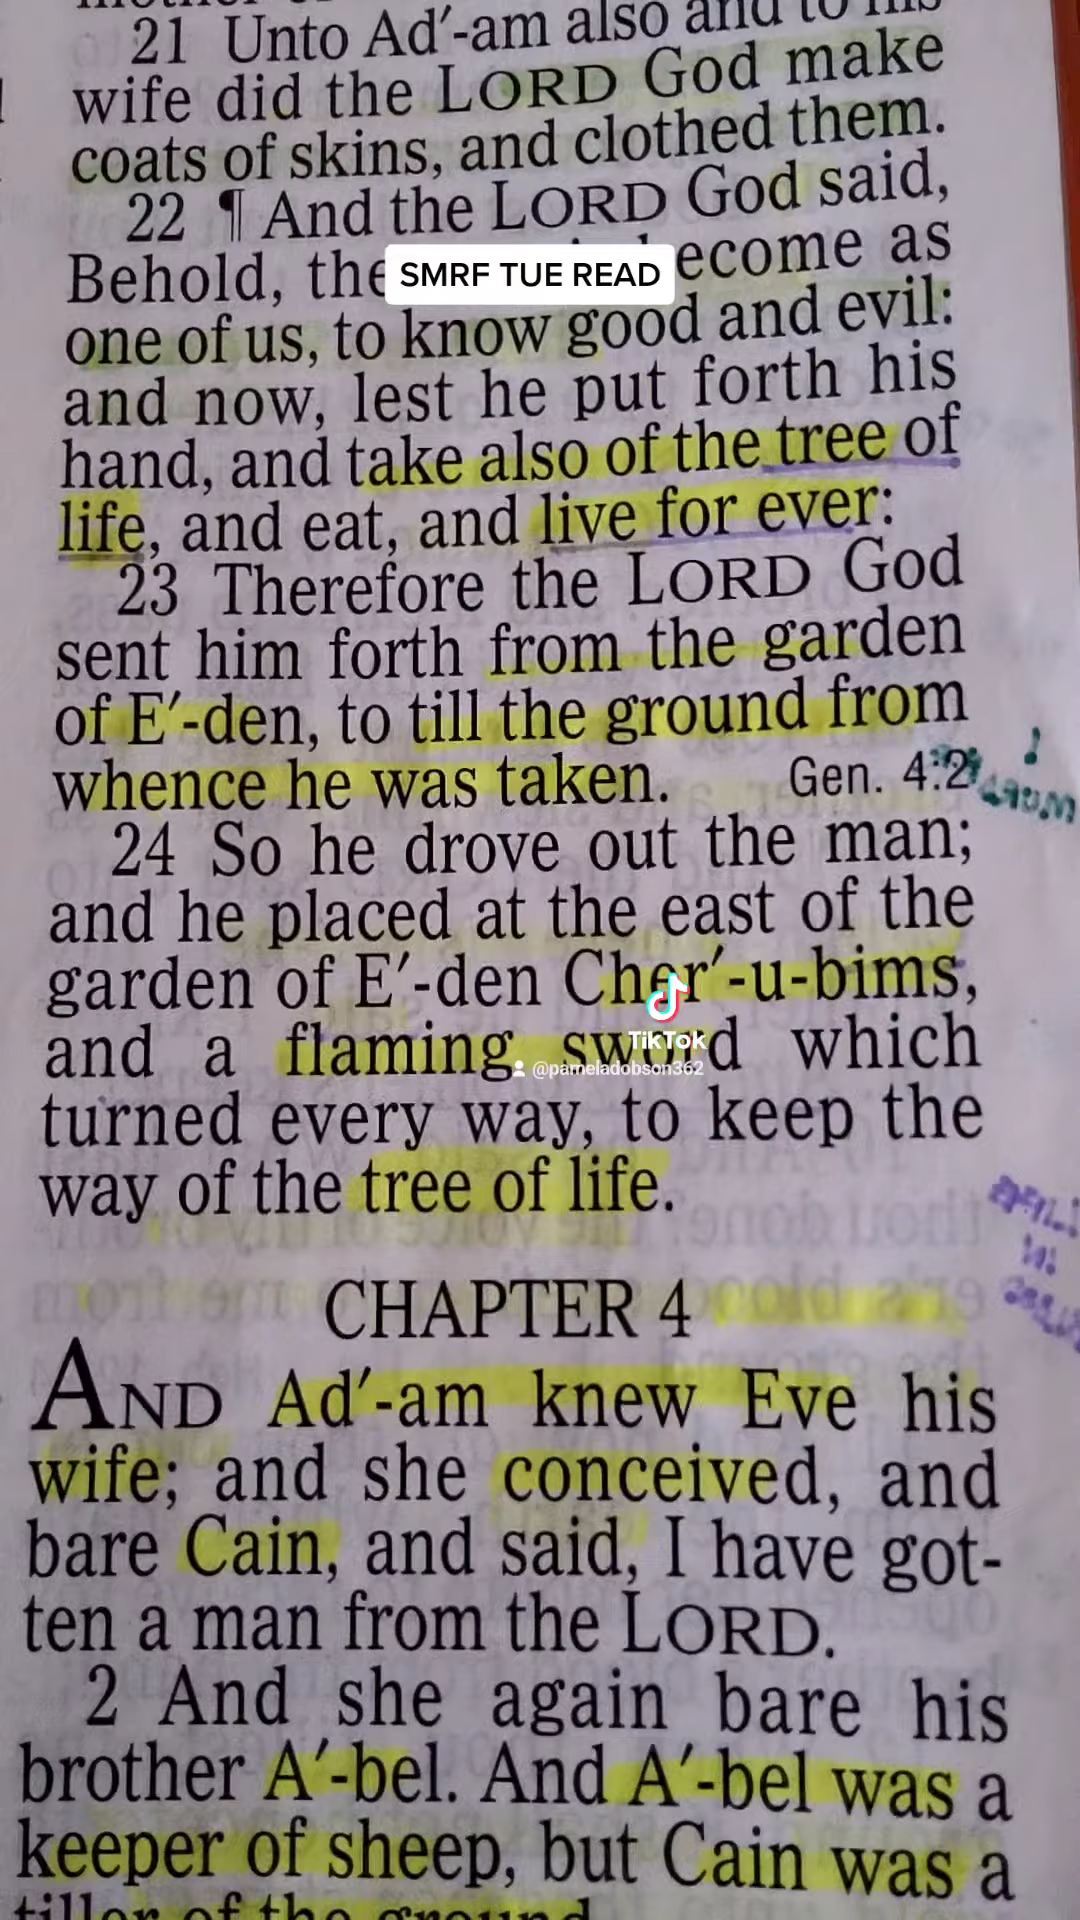 21 Unto Ad′-am also and to his
wife did the LORD God make
coats of skins, and clothed them.
22 ¶ And the LORD God said,
Behold, the ecome as
SMRF TUE READ
one of us, to know good and evil:
and now, lest he put forth his
hand, and take also of the tree of
life, and eat, and live for ever:
23 Therefore the LORD God
sent him forth from the garden
of E′-den, to till the ground from
whence he was taken. Gen. 4:2
24 So he drove out the man;
and he placed at the east of the
garden of E′-den Cher′-u-bims,
and a flaming sword which
TikTok
@pameladobson362
turned every way, to keep the
way of the tree of life.
CHAPTER 4
AND Ad′-am knew Eve his
wife; and she conceived, and
bare Cain, and said, I have got-
ten a man from the LORD.
2 And she again bare his
brother A′-bel. And A′-bel was a
keeper of sheep, but Cain was a
tiller of the ground.